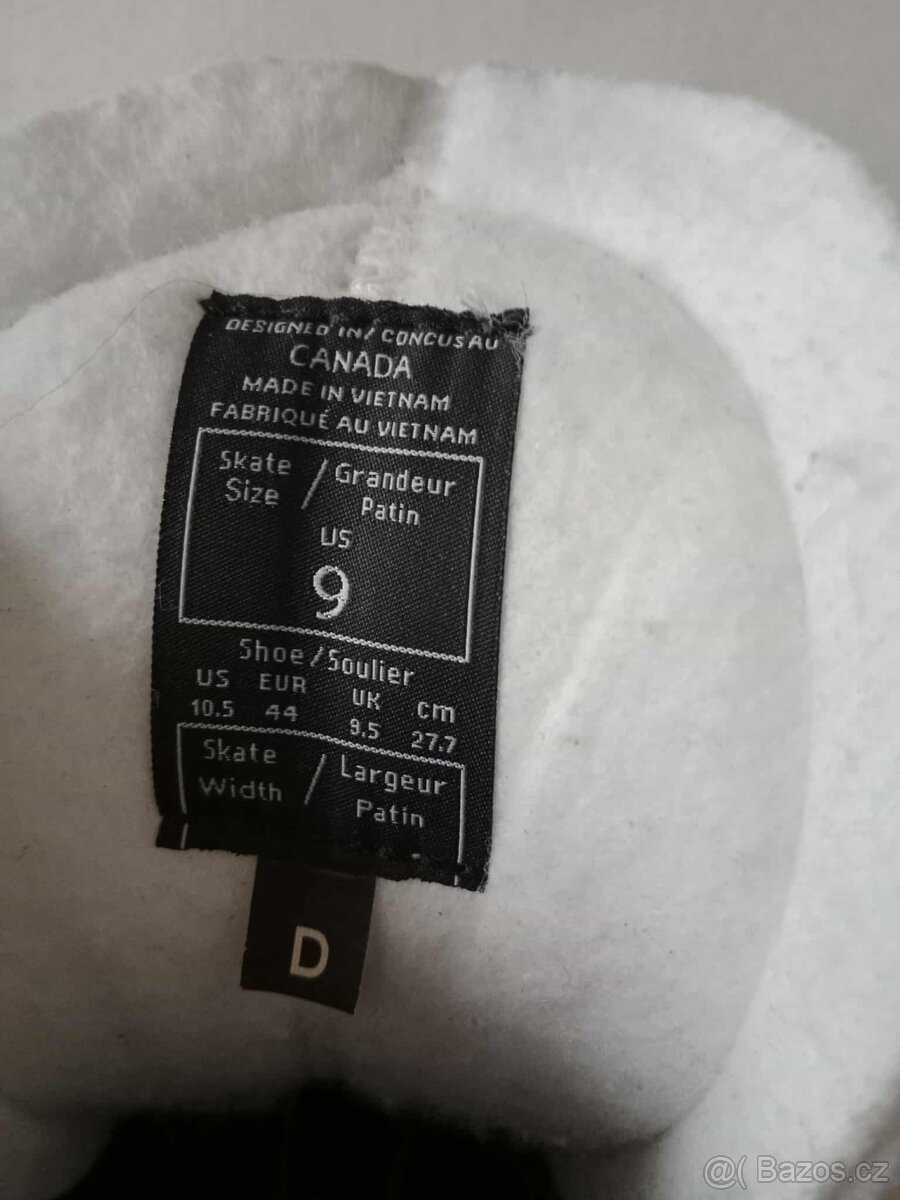 DESIGNED IN/ CONCUS AU
CANADA
MADE IN VIETNAM
FABRIQUÉ AU VIETNAM
Skate Size / Grandeur Patin
US
9
Shoe/Soulier
US EUR UK cm
10.5 44 9.5 27.7
Skate Width / Largeur Patin
D
@( Bazos.cz